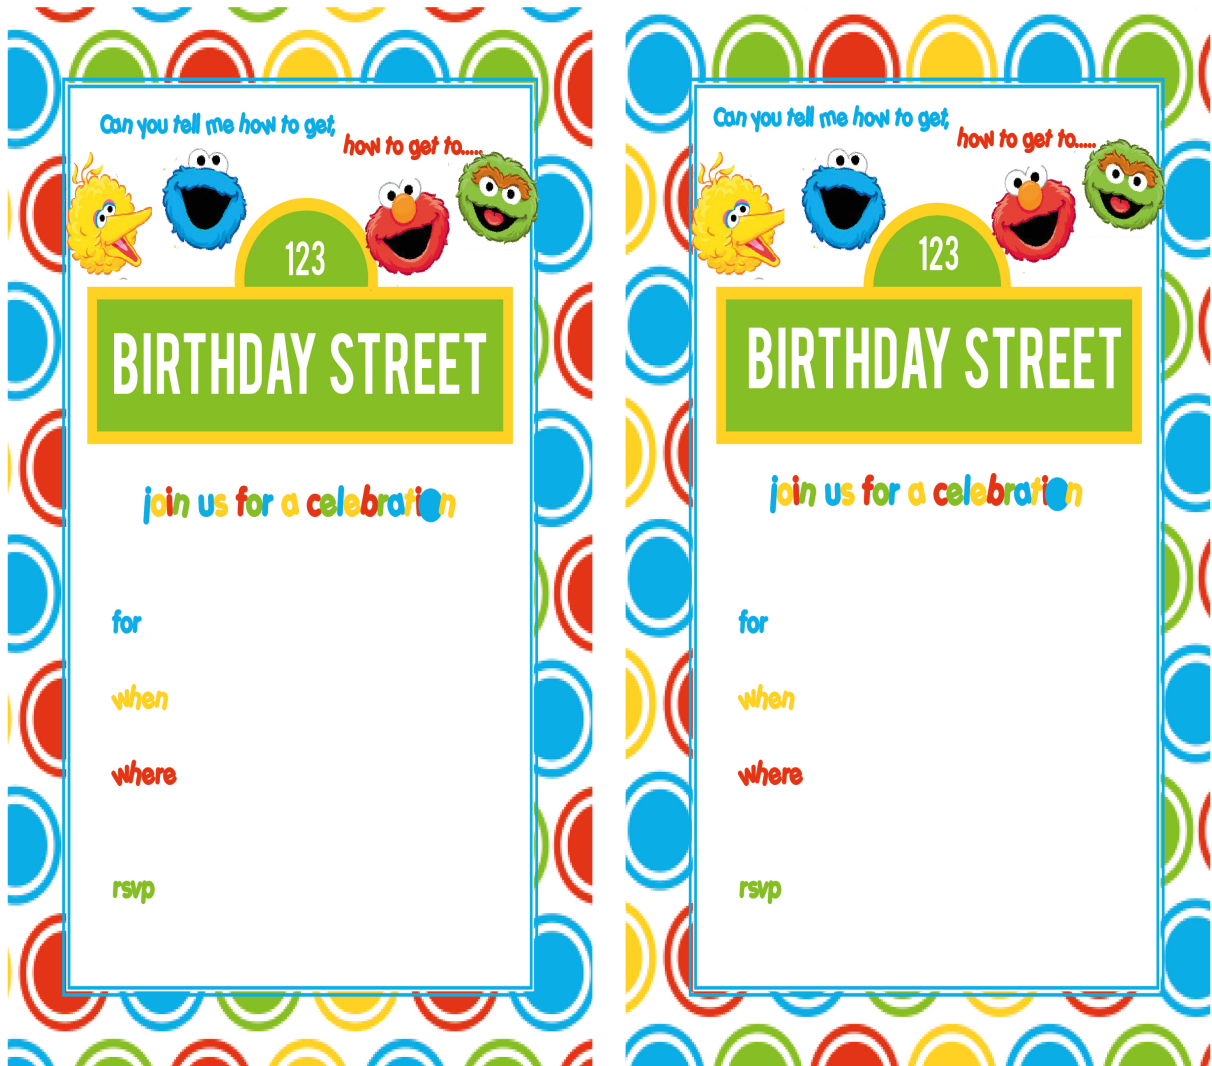 Can you tell me how to get,
how to get to.....
123
BIRTHDAY STREET
join us for a celebration
for
when
where
rsvp
Can you tell me how to get,
how to get to.....
123
BIRTHDAY STREET
join us for a celebration
for
when
where
rsvp